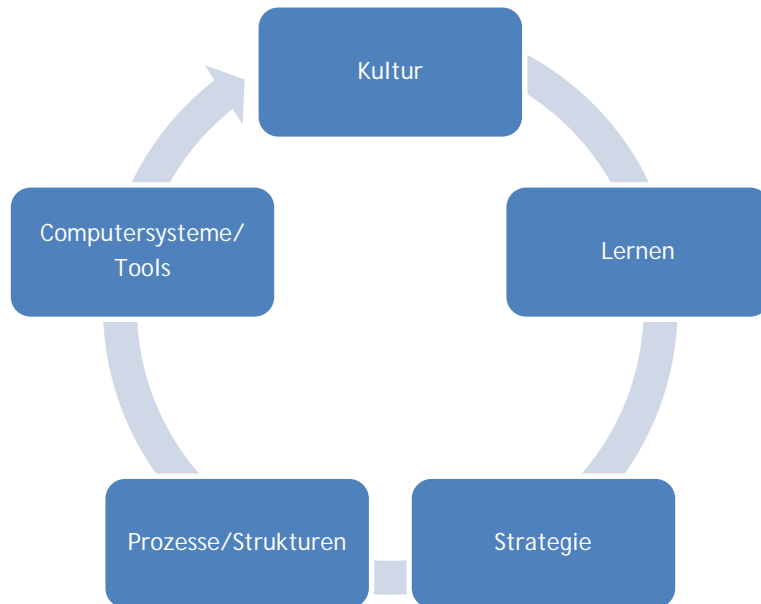 Kultur
Computersysteme/
Tools
Lernen
Prozesse/Strukturen
Strategie